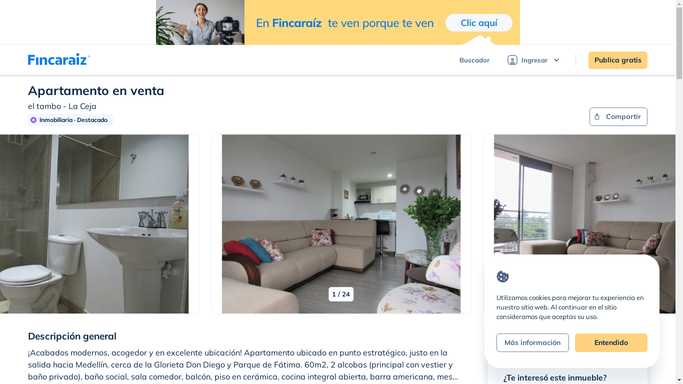 En Fincaraíz te ven porque te ven
Clic aquí
Fincaraiz
Buscador
Ingresar
Publica gratis
Apartamento en venta
el tambo - La Ceja
Inmobiliaria · Destacado
Compartir
1 / 24
Utilizamos cookies para mejorar tu experiencia en
nuestro sitio web. Al continuar en el sitio
consideramos que aceptas su uso.
Más información
Entendido
Descripción general
¡Acabados modernos, acogedor y en excelente ubicación! Apartamento ubicado en punto estratégico, justo en la
salida hacia Medellín, cerca de la Glorieta Don Diego y Parque de Fátima. 60m2, 2 alcobas (principal con vestier y
baño privado), baño social, sala comedor, balcón, piso en cerámica, cocina integral abierta, barra americana, mes...
¿Te interesó este inmueble?